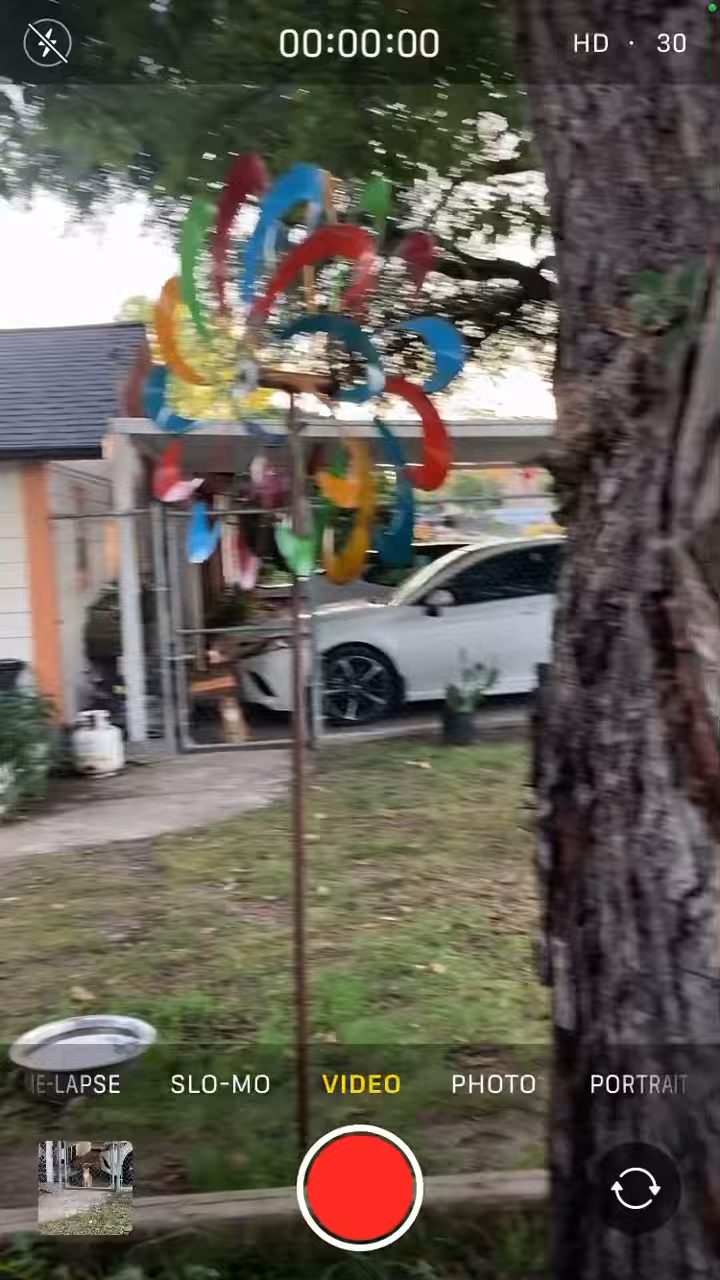 00:00:00
HD · 30
E-LAPSE
SLO-MO
VIDEO
PHOTO
PORTRAIT